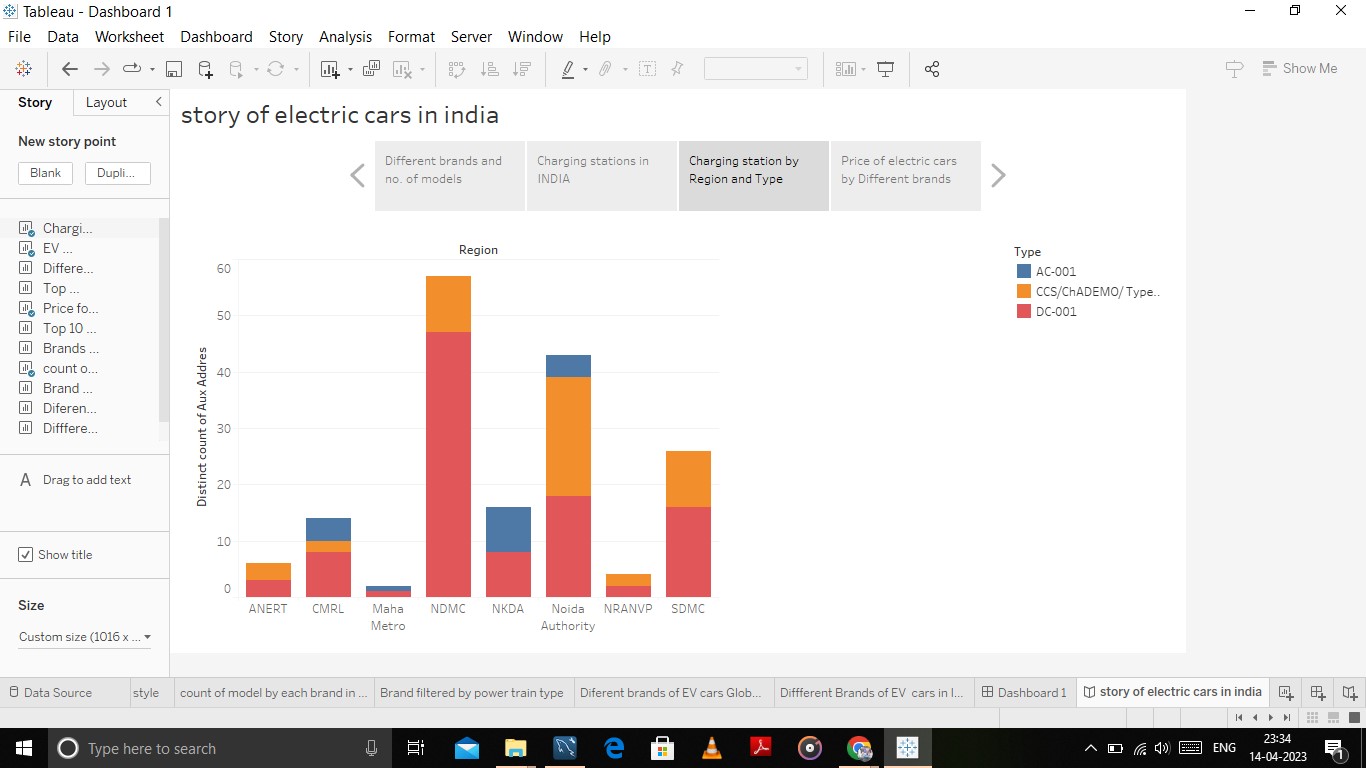 Tableau - Dashboard 1
File Data Worksheet Dashboard Story Analysis Format Server Window Help
Show Me
Story Layout
New story point
Blank Dupli...
Chargi...
EV ...
Differe...
Top ...
Price fo...
Top 10 ...
Brands ...
count o...
Brand ...
Diferen...
Difffere...
A Drag to add text
Show title
Size
Custom size (1016 x ...
story of electric cars in india
Different brands and
no. of models
Charging stations in
INDIA
Charging station by
Region and Type
Price of electric cars
by Different brands
Region
Distinct count of Aux Addres
60
50
40
30
20
10
0
ANERT CMRL Maha Metro NDMC NKDA Noida Authority NRANVP SDMC
Type
AC-001
CCS/ChADEMO/ Type..
DC-001
Data Source style count of model by each brand in ... Brand filtered by power train type Diferent brands of EV cars Glob... Diffferent Brands of EV cars in I... Dashboard 1 story of electric cars in india
Type here to search
ENG
23:34
14-04-2023
1